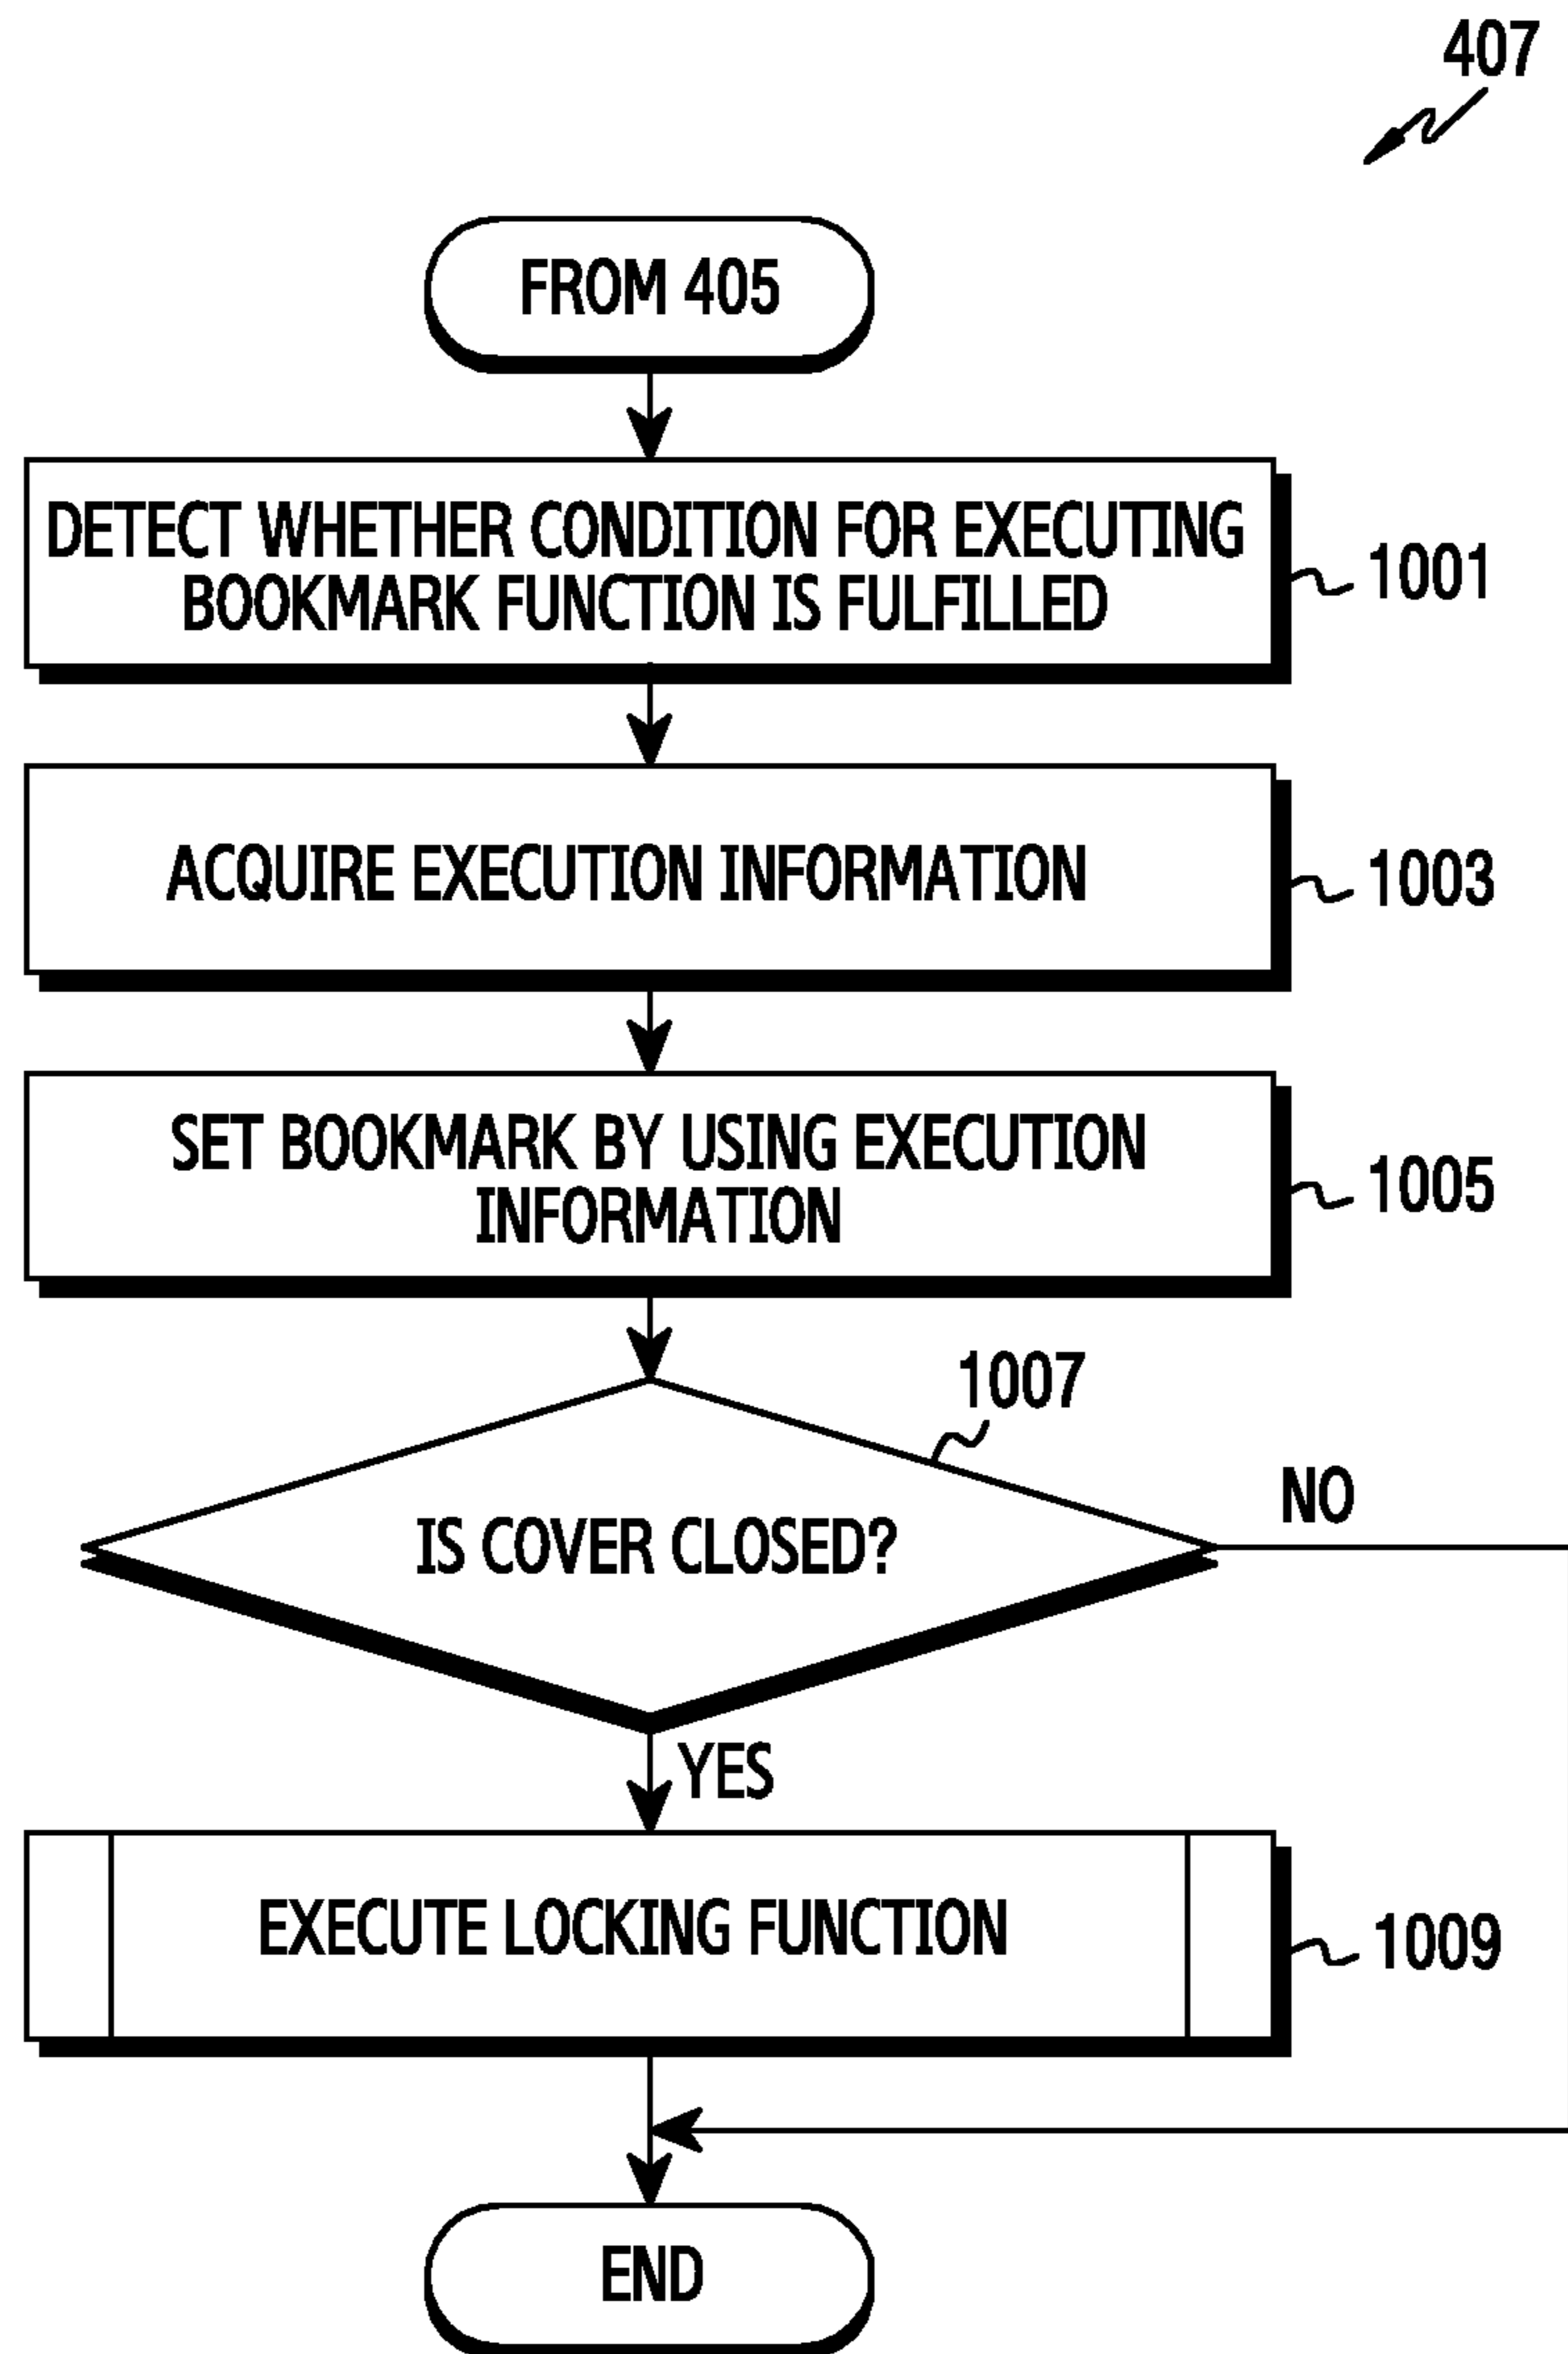 407
FROM 405
DETECT WHETHER CONDITION FOR EXECUTING
BOOKMARK FUNCTION IS FULFILLED
1001
ACQUIRE EXECUTION INFORMATION
1003
SET BOOKMARK BY USING EXECUTION
INFORMATION
1005
1007
IS COVER CLOSED?
NO
YES
EXECUTE LOCKING FUNCTION
1009
END